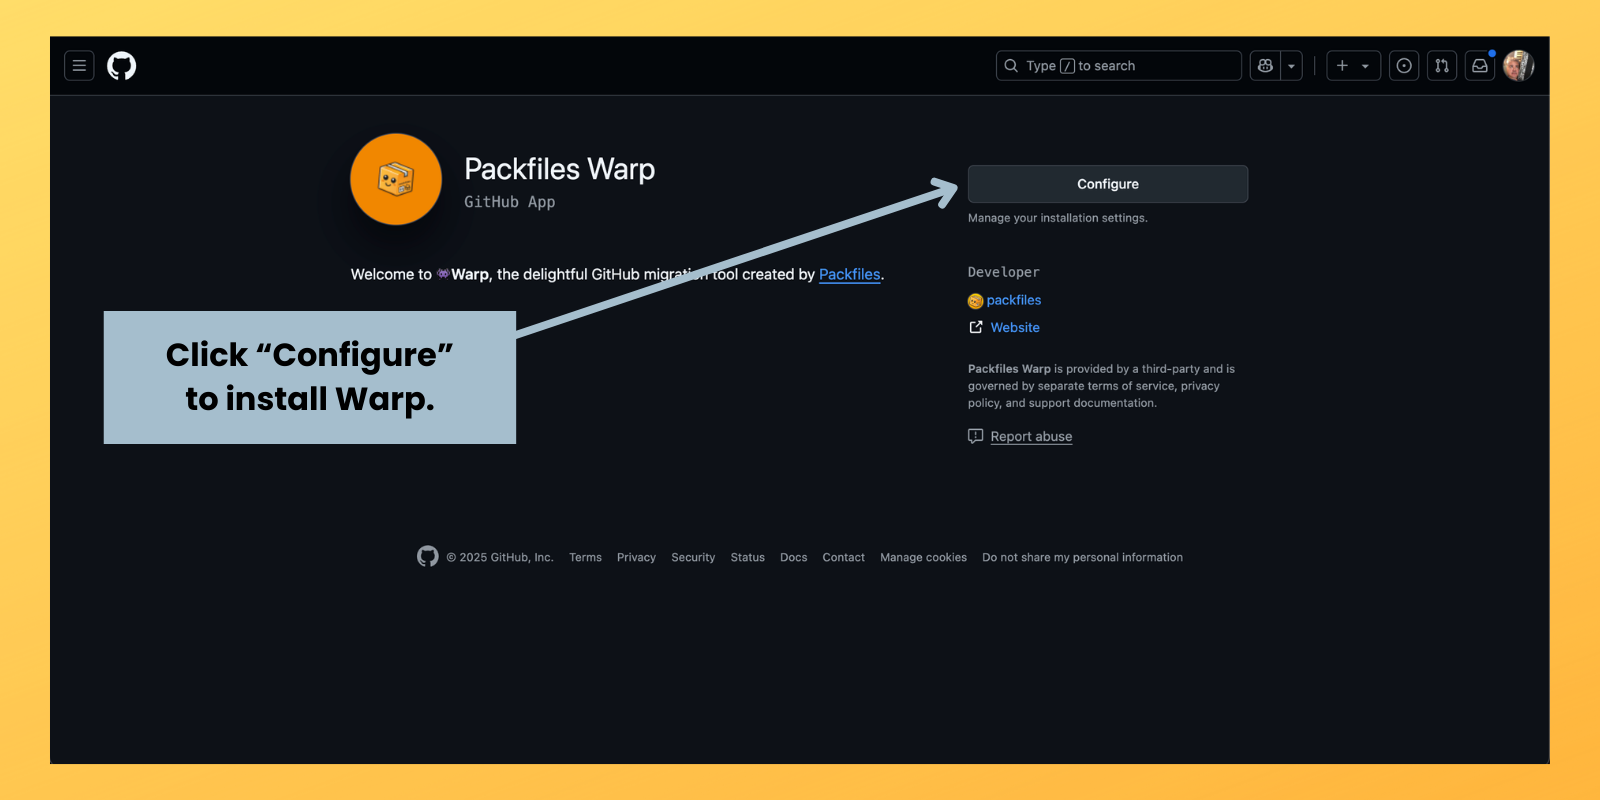 Type / to search
Packfiles Warp
GitHub App
Configure
Manage your installation settings.
Welcome to 👾Warp, the delightful GitHub migration tool created by Packfiles.
Click “Configure”
to install Warp.
Developer
packfiles
Website
Packfiles Warp is provided by a third-party and is
governed by separate terms of service, privacy
policy, and support documentation.
Report abuse
© 2025 GitHub, Inc. Terms Privacy Security Status Docs Contact Manage cookies Do not share my personal information